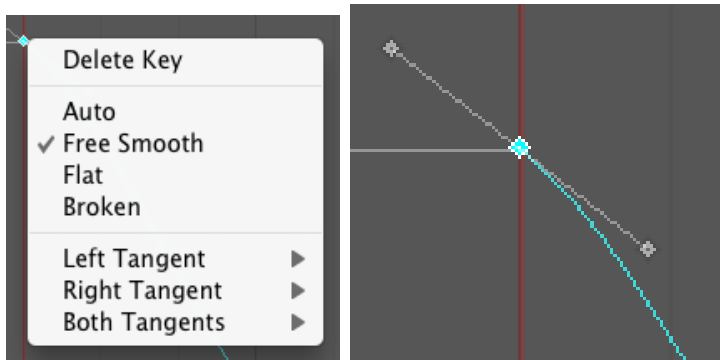 Delete Key
Auto
Free Smooth
Flat
Broken
Left Tangent
Right Tangent
Both Tangents